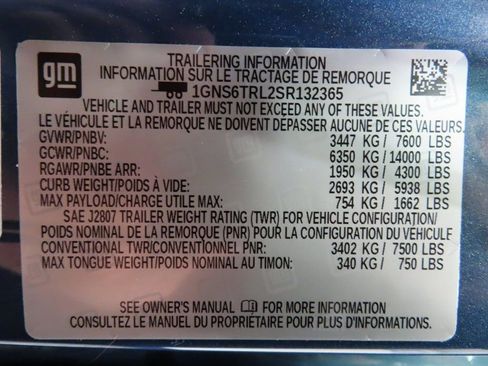 gm
TRAILERING INFORMATION
INFORMATION SUR LE TRACTAGE DE REMORQUE
1GNS6TRL2SR132365
VEHICLE AND TRAILER MUST NOT EXCEED ANY OF THESE VALUES
LE VÉHICULE ET LA REMORQUE NE DOIVENT DÉPASSER AUCUNE DE CES VALEURS
GVWR/PNBV: 3447 KG/ 7600 LBS
GCWR/PNBC: 6350 KG/ 14000 LBS
RGAWR/PNBE ARR: 1950 KG/ 4300 LBS
CURB WEIGHT/POIDS À VIDE: 2693 KG/ 5938 LBS
MAX PAYLOAD/CHARGE UTILE MAX: 754 KG/ 1662 LBS
SAE J2807 TRAILER WEIGHT RATING (TWR) FOR VEHICLE CONFIGURATION/
POIDS NOMINAL DE LA REMORQUE (PNR) POUR LA CONFIGURATION DU VÉHICULE
CONVENTIONAL TWR/CONVENTIONNEL PNR: 3402 KG/ 7500 LBS
MAX TONGUE WEIGHT/POIDS NOMINAL AU TIMON: 340 KG/ 750 LBS
SEE OWNER'S MANUAL FOR MORE INFORMATION
CONSULTEZ LE MANUEL DU PROPRIÉTAIRE POUR PLUS D'INFORMATIONS.